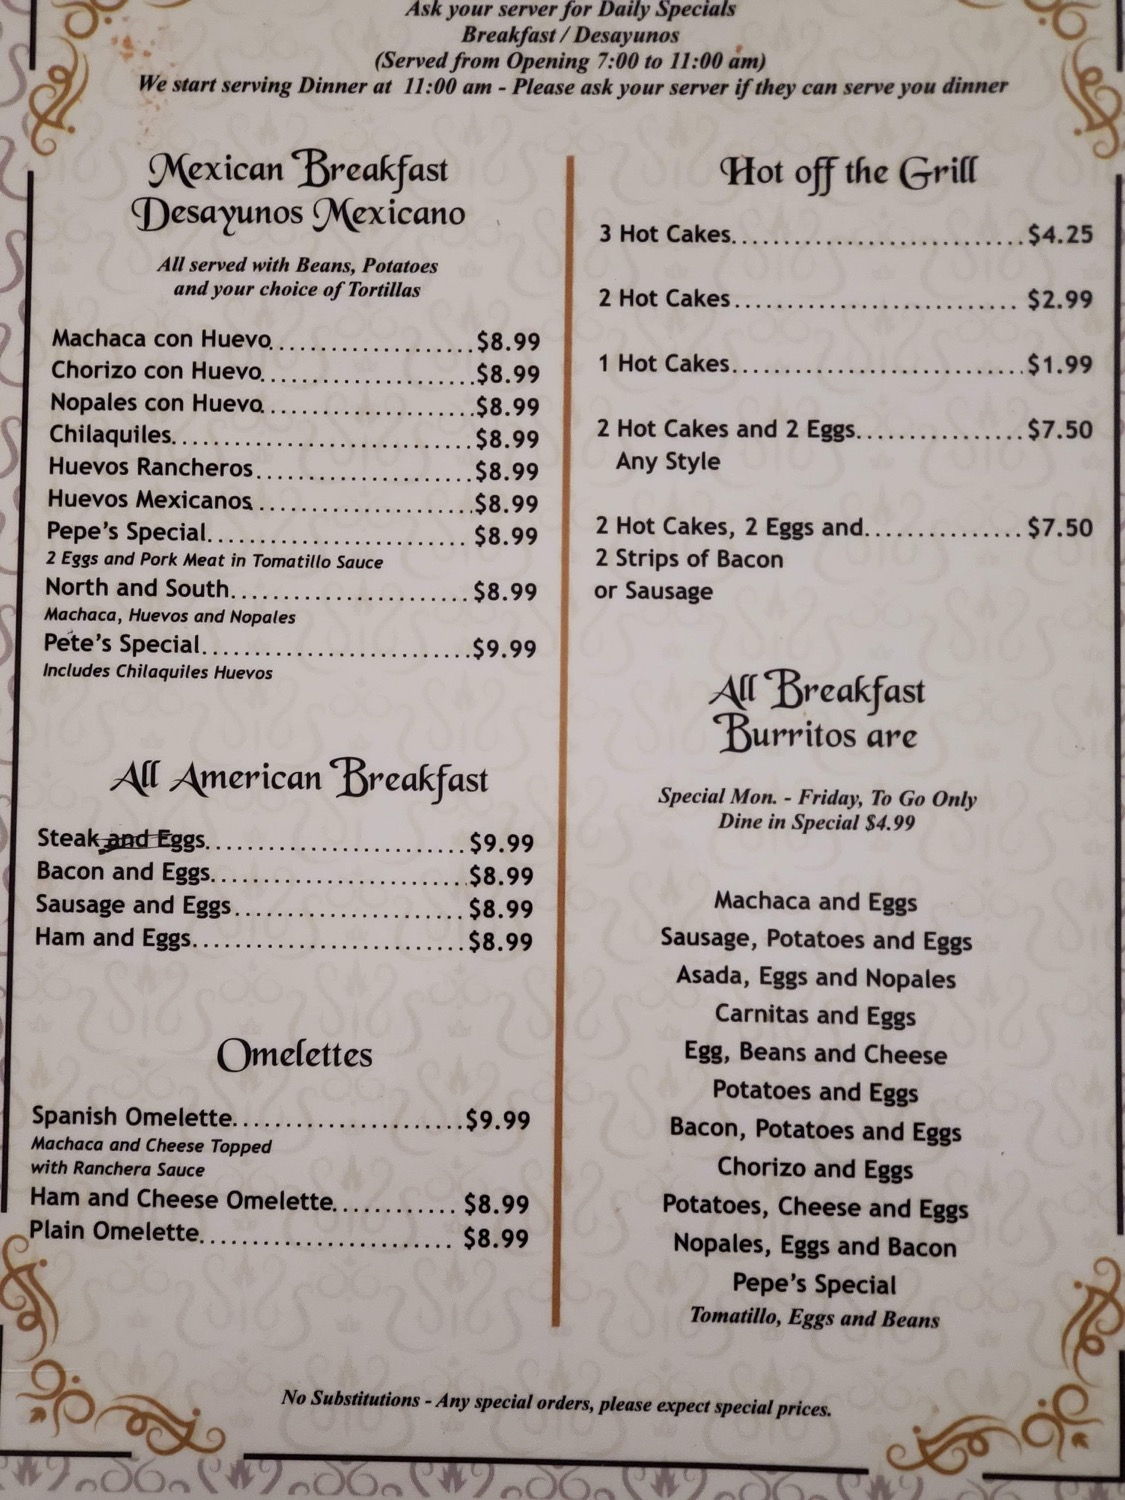 Ask your server for Daily Specials
Breakfast / Desayunos
(Served from Opening 7:00 to 11:00 am)
We start serving Dinner at 11:00 am - Please ask your server if they can serve you dinner
Mexican Breakfast
Desayunos Mexicano
All served with Beans, Potatoes
and your choice of Tortillas
Machaca con Huevo....................$8.99
Chorizo con Huevo.....................$8.99
Nopales con Huevo.....................$8.99
Chilaquiles.............................$8.99
Huevos Rancheros.....................$8.99
Huevos Mexicanos.....................$8.99
Pepe's Special......................... $8.99
2 Eggs and Pork Meat in Tomatillo Sauce
North and South.......................$8.99
Machaca, Huevos and Nopales
Pete's Special..........................$9.99
Includes Chilaquiles Huevos
All American Breakfast
Steak and Eggs.........................$9.99
Bacon and Eggs.........................$8.99
Sausage and Eggs......................$8.99
Ham and Eggs..........................$8.99
Omelettes
Spanish Omelette......................$9.99
Machaca and Cheese Topped
with Ranchera Sauce
Ham and Cheese Omelette............ $8.99
Plain Omelette......................... $8.99
Hot off the Grill
3 Hot Cakes............................$4.25
2 Hot Cakes............................ $2.99
1 Hot Cakes............................$1.99
2 Hot Cakes and 2 Eggs................$7.50
Any Style
2 Hot Cakes, 2 Eggs and...............$7.50
2 Strips of Bacon
or Sausage
All Breakfast
Burritos are
Special Mon. - Friday, To Go Only
Dine in Special $4.99
Machaca and Eggs
Sausage, Potatoes and Eggs
Asada, Eggs and Nopales
Carnitas and Eggs
Egg, Beans and Cheese
Potatoes and Eggs
Bacon, Potatoes and Eggs
Chorizo and Eggs
Potatoes, Cheese and Eggs
Nopales, Eggs and Bacon
Pepe's Special
Tomatillo, Eggs and Beans
No Substitutions - Any special orders, please expect special prices.